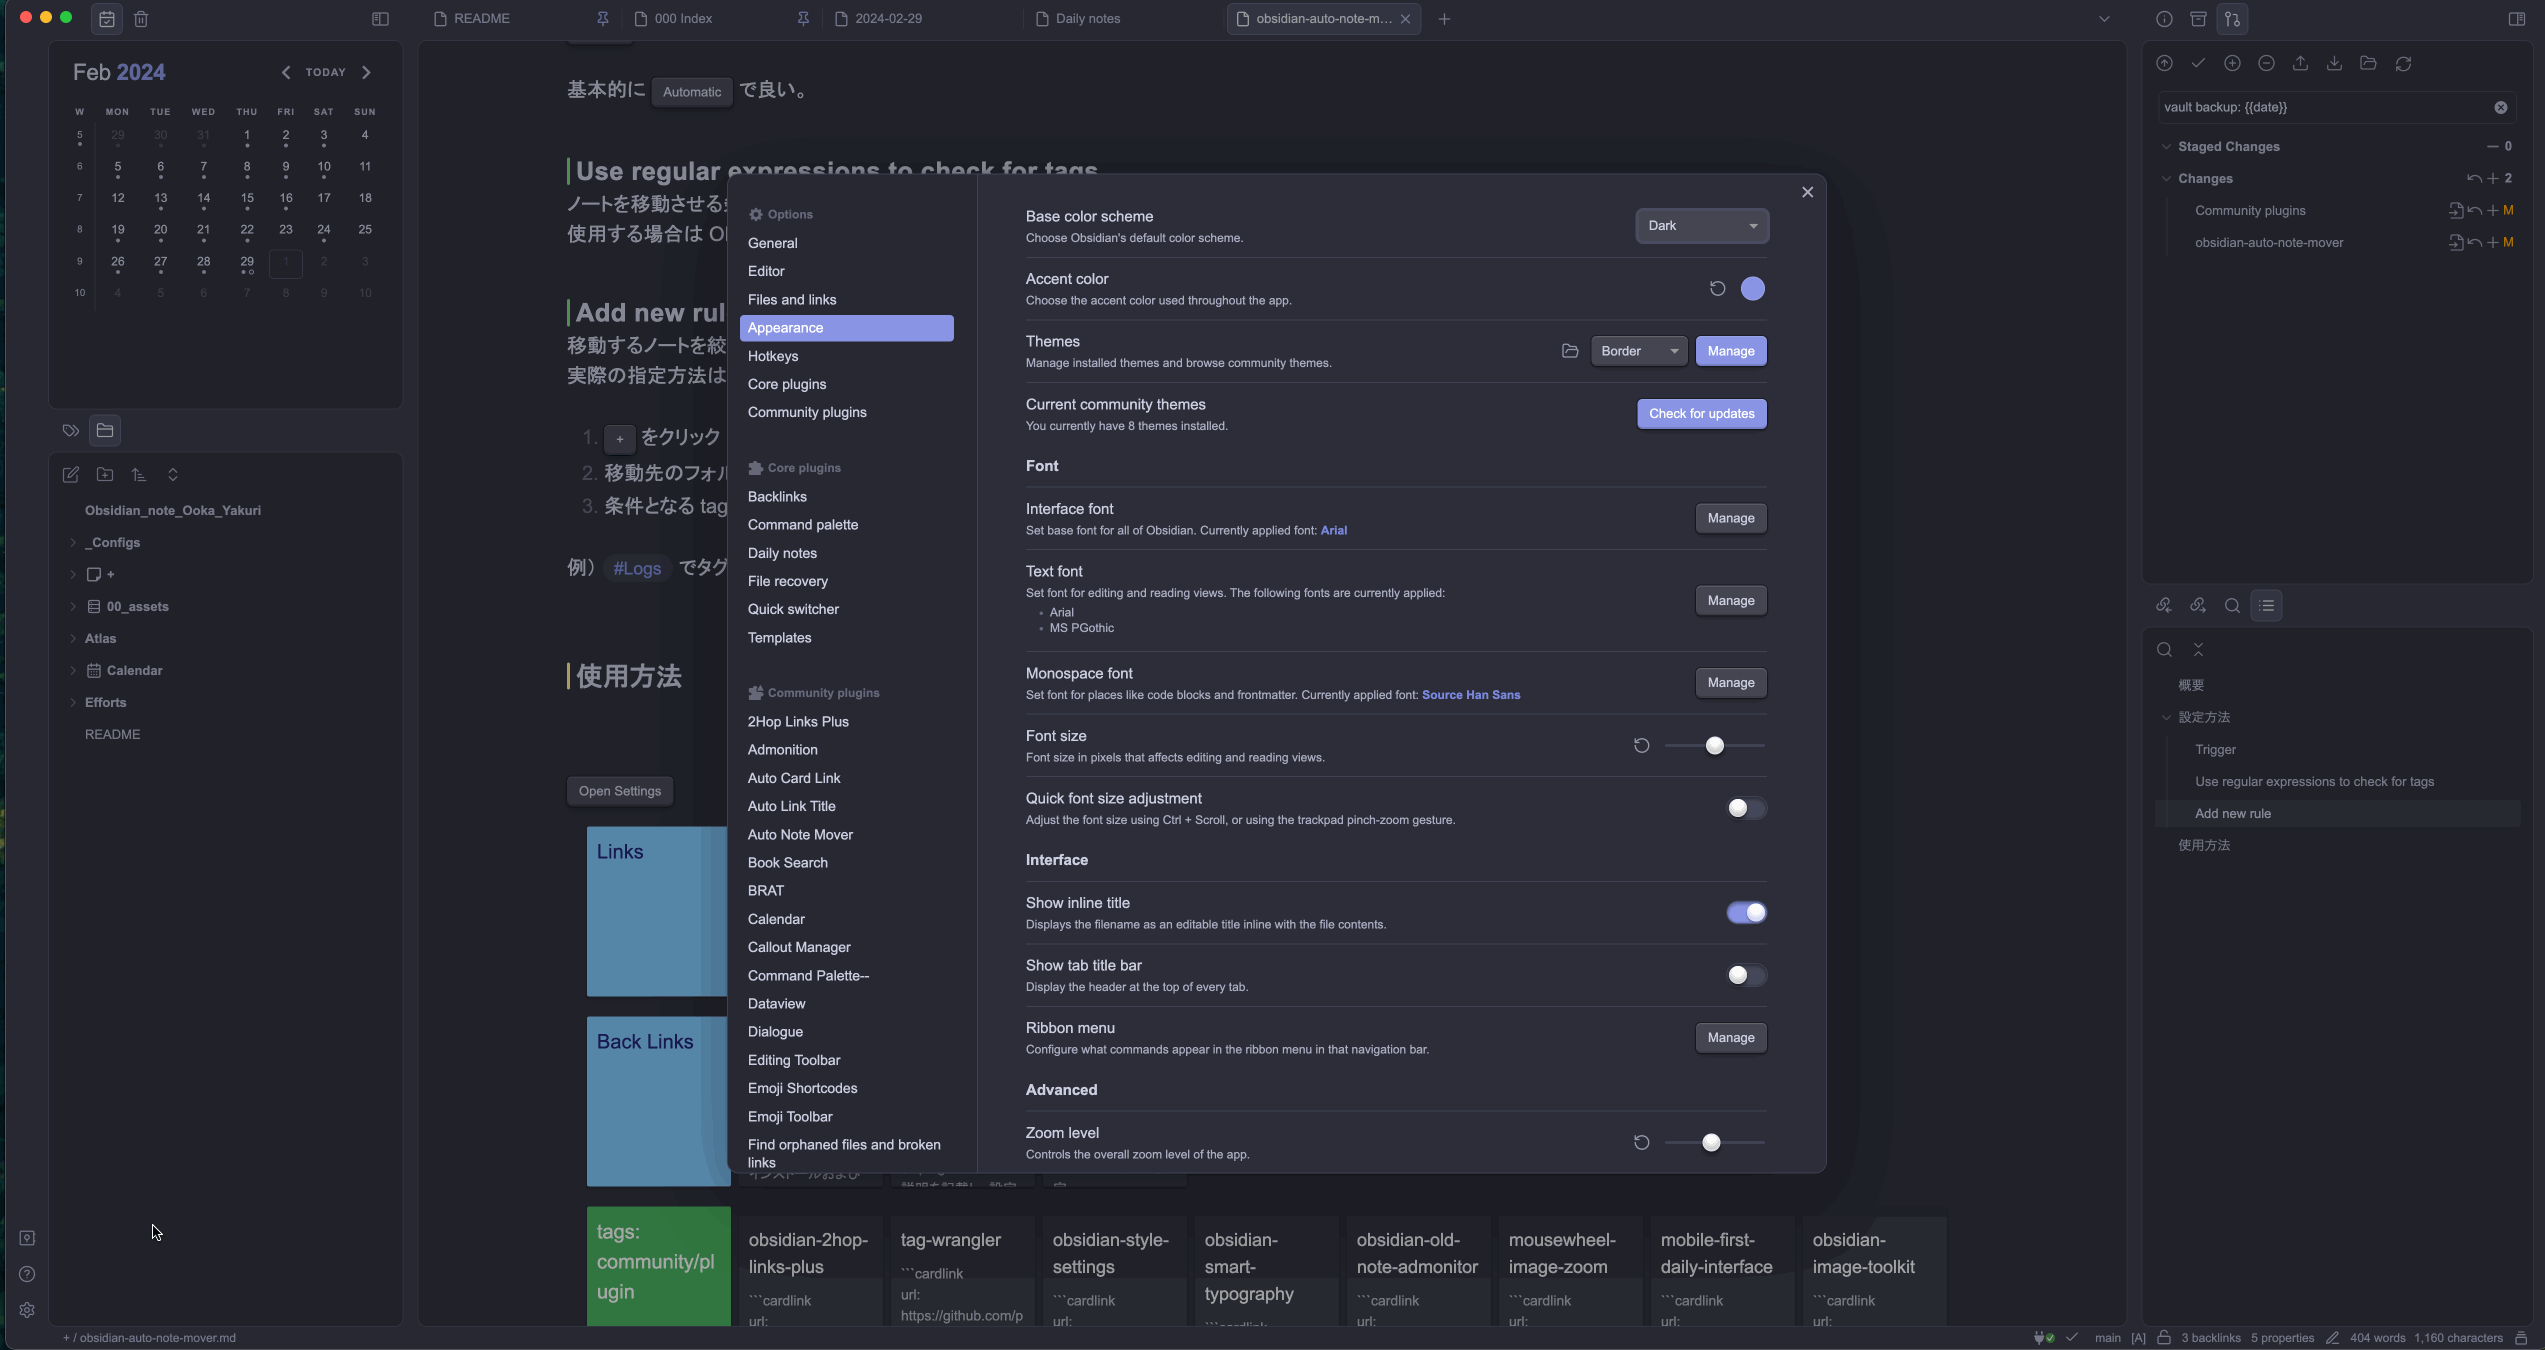 README
000 Index
2024-02-29
Daily notes
obsidian-auto-note-m...
Feb 2024
TODAY
W MON TUE WED THU FRI SAT SUN
5 29 30 31 1 2 3 4
6 5 6 7 8 9 10 11
7 12 13 14 15 16 17 18
8 19 20 21 22 23 24 25
9 26 27 28 29 1 2 3
10 4 5 6 7 8 9 10
Obsidian_note_Ooka_Yakuri
_Configs
+
00_assets
Atlas
Calendar
Efforts
README
基本的に Automatic で良い。
Use regular expressions to check for tags
ノートを移動させる
使用する場合は
Add new rul
移動するノートを絞
実際の指定方法は
1. + をクリック
2. 移動先のフォル
3. 条件となる tag
例） #Logs でタグ
使用方法
Open Settings
Links
Back Links
tags:
community/pl
ugin
obsidian-2hop-
links-plus
```cardlink
url:
tag-wrangler
```cardlink
url:
https://github.com/p
obsidian-style-
settings
```cardlink
url:
obsidian-
smart-
typography
obsidian-old-
note-admonitor
```cardlink
url:
mousewheel-
image-zoom
```cardlink
url:
mobile-first-
daily-interface
```cardlink
url:
obsidian-
image-toolkit
```cardlink
url:
Options
General
Editor
Files and links
Appearance
Hotkeys
Core plugins
Community plugins
Core plugins
Backlinks
Command palette
Daily notes
File recovery
Quick switcher
Templates
Community plugins
2Hop Links Plus
Admonition
Auto Card Link
Auto Link Title
Auto Note Mover
Book Search
BRAT
Calendar
Callout Manager
Command Palette--
Dataview
Dialogue
Editing Toolbar
Emoji Shortcodes
Emoji Toolbar
Find orphaned files and broken
links
Base color scheme
Choose Obsidian's default color scheme.
Dark
Accent color
Choose the accent color used throughout the app.
Themes
Manage installed themes and browse community themes.
Border
Manage
Current community themes
You currently have 8 themes installed.
Check for updates
Font
Interface font
Set base font for all of Obsidian. Currently applied font: Arial
Manage
Text font
Set font for editing and reading views. The following fonts are currently applied:
• Arial
• MS PGothic
Manage
Monospace font
Set font for places like code blocks and frontmatter. Currently applied font: Source Han Sans
Manage
Font size
Font size in pixels that affects editing and reading views.
Quick font size adjustment
Adjust the font size using Ctrl + Scroll, or using the trackpad pinch-zoom gesture.
Interface
Show inline title
Displays the filename as an editable title inline with the file contents.
Show tab title bar
Display the header at the top of every tab.
Ribbon menu
Configure what commands appear in the ribbon menu in that navigation bar.
Manage
Advanced
Zoom level
Controls the overall zoom level of the app.
vault backup: {{date}}
Staged Changes 0
Changes 2
Community plugins M
obsidian-auto-note-mover M
概要
設定方法
Trigger
Use regular expressions to check for tags
Add new rule
使用方法
+ / obsidian-auto-note-mover.md
main [A] 3 backlinks 5 properties 404 words 1,160 characters